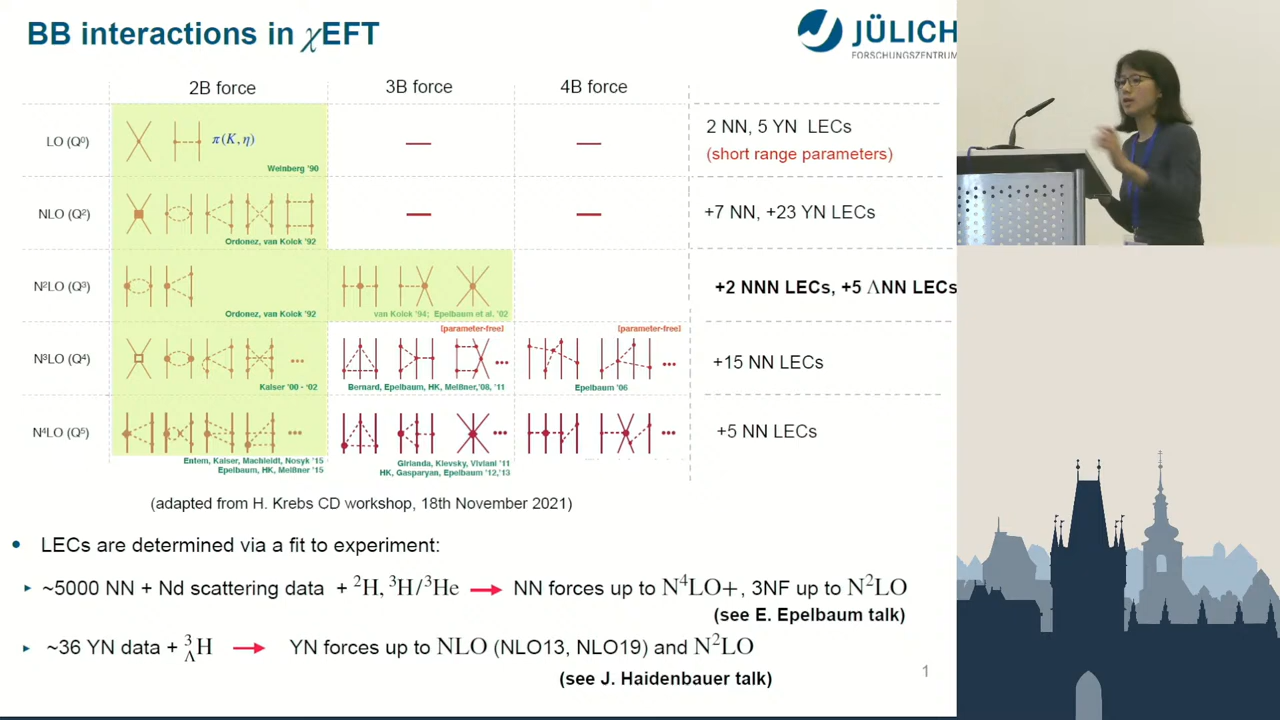 BB interactions in χEFT
JÜLICH
FORSCHUNGSZENTRUM
2B force
3B force
4B force
LO (Q⁰)
π(K, η)
Weinberg '90
2 NN, 5 YN LECs
(short range parameters)
NLO (Q²)
Ordonez, van Kolck '92
+7 NN, +23 YN LECs
N²LO (Q³)
Ordonez, van Kolck '92
van Kolck '94; Epelbaum et al. '02
+2 NNN LECs, +5 ΛNN LECs
N³LO (Q⁴)
Kaiser '00 - '02
[parameter-free]
Bernard, Epelbaum, HK, Meißner,'08, '11
[parameter-free]
Epelbaum '06
+15 NN LECs
N⁴LO (Q⁵)
Entem, Kaiser, Machleidt, Nosyk '15
Epelbaum, HK, Meißner '15
Girlanda, Kievsky, Viviani '11
HK, Gasparyan, Epelbaum '12,'13
+5 NN LECs
(adapted from H. Krebs CD workshop, 18th November 2021)
• LECs are determined via a fit to experiment:
▸ ~5000 NN + Nd scattering data + ²H, ³H/³He → NN forces up to N⁴LO+, 3NF up to N²LO
(see E. Epelbaum talk)
▸ ~36 YN data + ³ΛH → YN forces up to NLO (NLO13, NLO19) and N²LO
(see J. Haidenbauer talk)
1